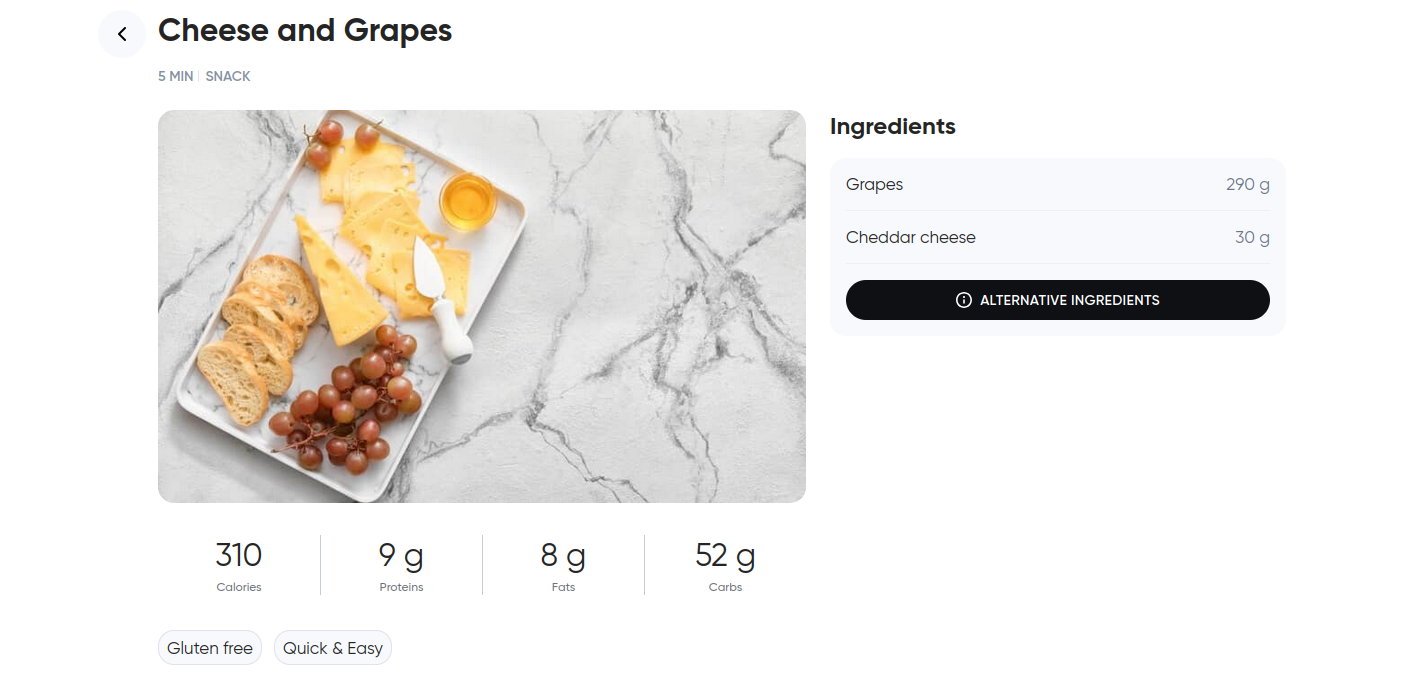 Cheese and Grapes
5 MIN | SNACK
Ingredients
Grapes 290 g
Cheddar cheese 30 g
ALTERNATIVE INGREDIENTS
310 9 g 8 g 52 g
Calories Proteins Fats Carbs
Gluten free Quick & Easy